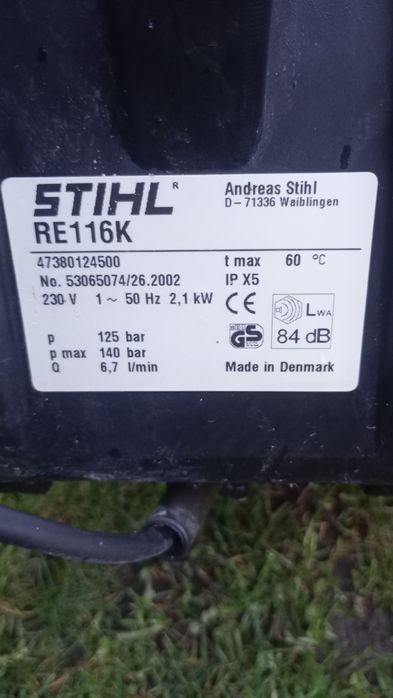 STIHL R
Andreas Stihl
D-71336 Waiblingen
RE116K
47380124500
t max 60 °C
No. 53065074/26.2002
IP X5
230 V 1 ~ 50 Hz 2,1 kW
CE
LWA
84 dB
GS
p 125 bar
p max 140 bar
Q 6,7 l/min
Made in Denmark